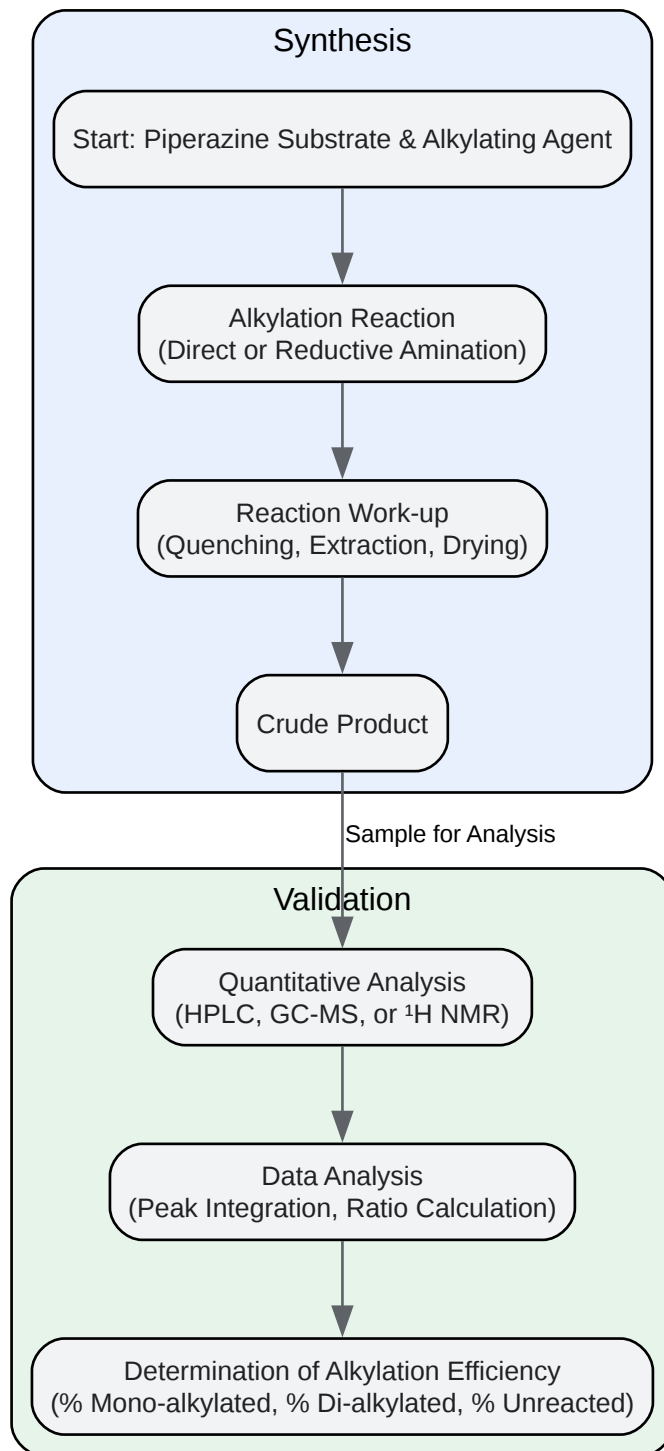 Synthesis
Start: Piperazine Substrate & Alkylating Agent
Alkylation Reaction
(Direct or Reductive Amination)
Reaction Work-up
(Quenching, Extraction, Drying)
Crude Product
Sample for Analysis
Validation
Quantitative Analysis
(HPLC, GC-MS, or ¹H NMR)
Data Analysis
(Peak Integration, Ratio Calculation)
Determination of Alkylation Efficiency
(% Mono-alkylated, % Di-alkylated, % Unreacted)